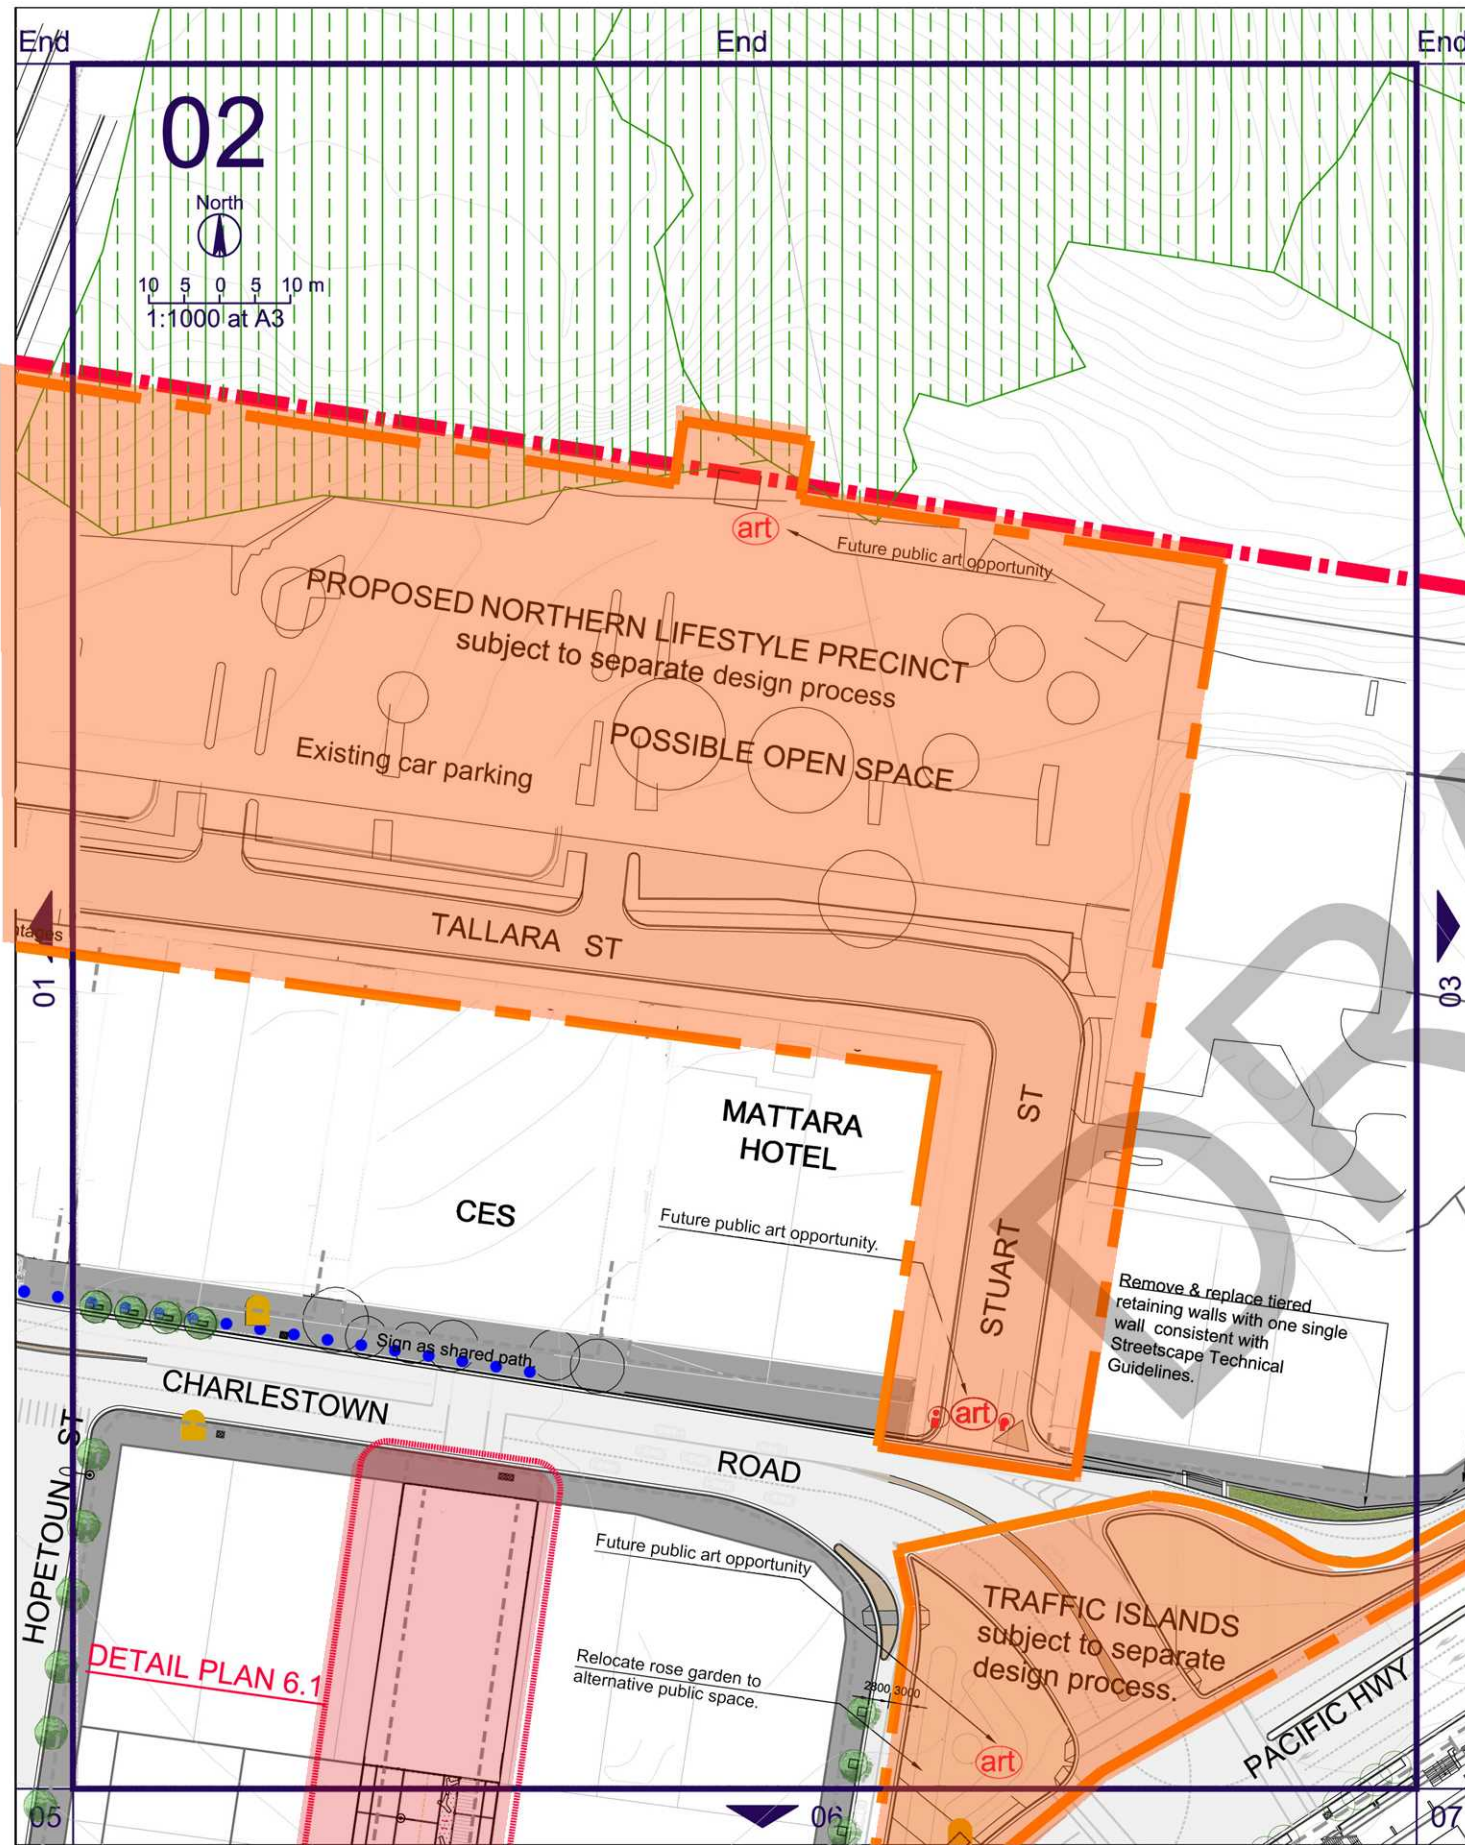 End
End
End
02
North
10 5 0 5 10 m
1:1000 at A3
art
Future public art opportunity
PROPOSED NORTHERN LIFESTYLE PRECINCT
subject to separate design process
POSSIBLE OPEN SPACE
Existing car parking
TALLARA ST
ntages
01
03
MATTARA
HOTEL
CES
STUART ST
Future public art opportunity.
Remove & replace tiered
retaining walls with one single
wall consistent with
Streetscape Technical
Guidelines.
Sign as shared path
CHARLESTOWN
ROAD
art
HOPETOUN ST
Future public art opportunity
TRAFFIC ISLANDS
subject to separate
design process.
DETAIL PLAN 6.1
Relocate rose garden to
alternative public space.
2800 3000
PACIFIC HWY
art
05
06
07
DR